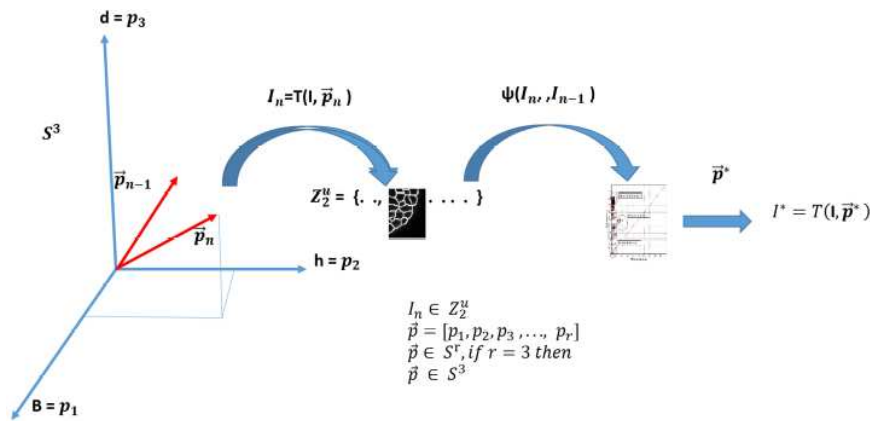 d = p₃
S³
Iₙ=T(I, p⃗ₙ )
ψ(Iₙ, ,Iₙ₋₁ )
p⃗ₙ₋₁
p⃗ₙ
Z₂ᵘ = {. ., . . . . }
p⃗*
I* = T(I, p⃗*)
h = p₂
B = p₁
Iₙ ∈ Z₂ᵘ
p⃗ = [p₁, p₂, p₃ , …, pᵣ]
p⃗ ∈ Sʳ, if r = 3 then
p⃗ ∈ S³